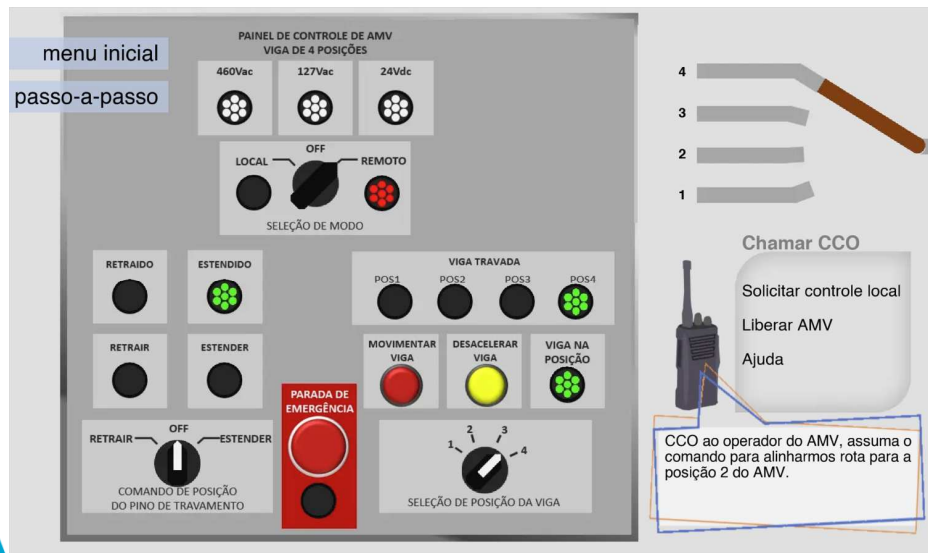 menu inicial
passo-a-passo
PAINEL DE CONTROLE DE AMV
VIGA DE 4 POSIÇÕES
460Vac
127Vac
24Vdc
OFF
LOCAL
REMOTO
SELEÇÃO DE MODO
RETRAIDO
ESTENDIDO
VIGA TRAVADA
POS1
POS2
POS3
POS4
RETRAIR
ESTENDER
MOVIMENTAR
VIGA
DESACELERAR
VIGA
VIGA NA
POSIÇÃO
PARADA DE
EMERGÊNCIA
OFF
RETRAIR
ESTENDER
COMANDO DE POSIÇÃO
DO PINO DE TRAVAMENTO
1
2
3
4
SELEÇÃO DE POSIÇÃO DA VIGA
4
3
2
1
Chamar CCO
Solicitar controle local
Liberar AMV
Ajuda
CCO ao operador do AMV, assuma o
comando para alinharmos rota para a
posição 2 do AMV.